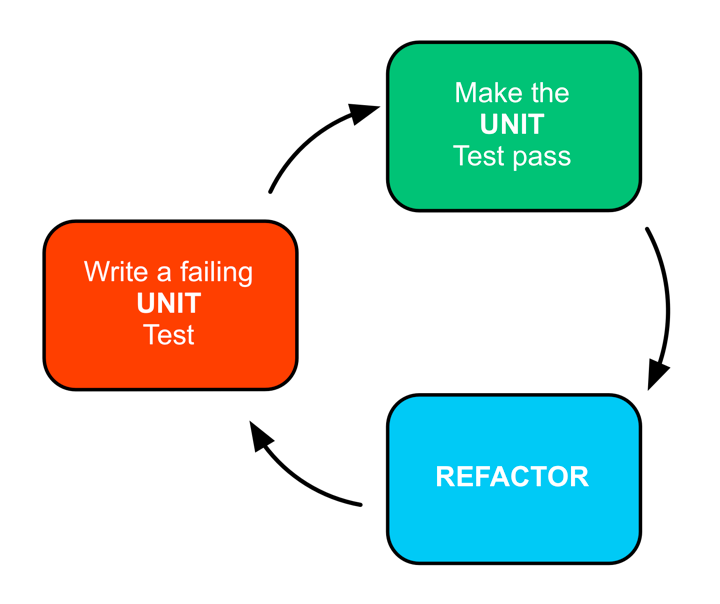 Make the
UNIT
Test pass
Write a failing
UNIT
Test
REFACTOR